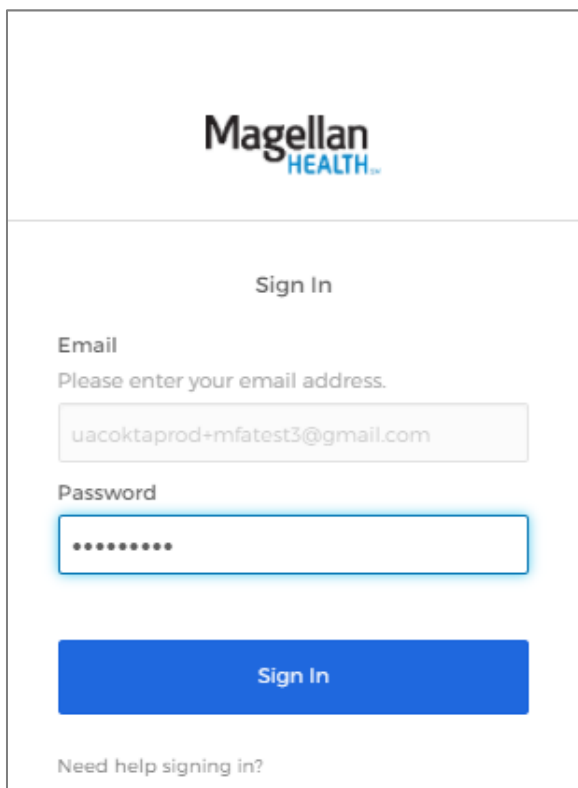 Magellan
HEALTH℠
Sign In
Email
Please enter your email address.
uacoktaprod+mfatest3@gmail.com
Password
•••••••••
Sign In
Need help signing in?